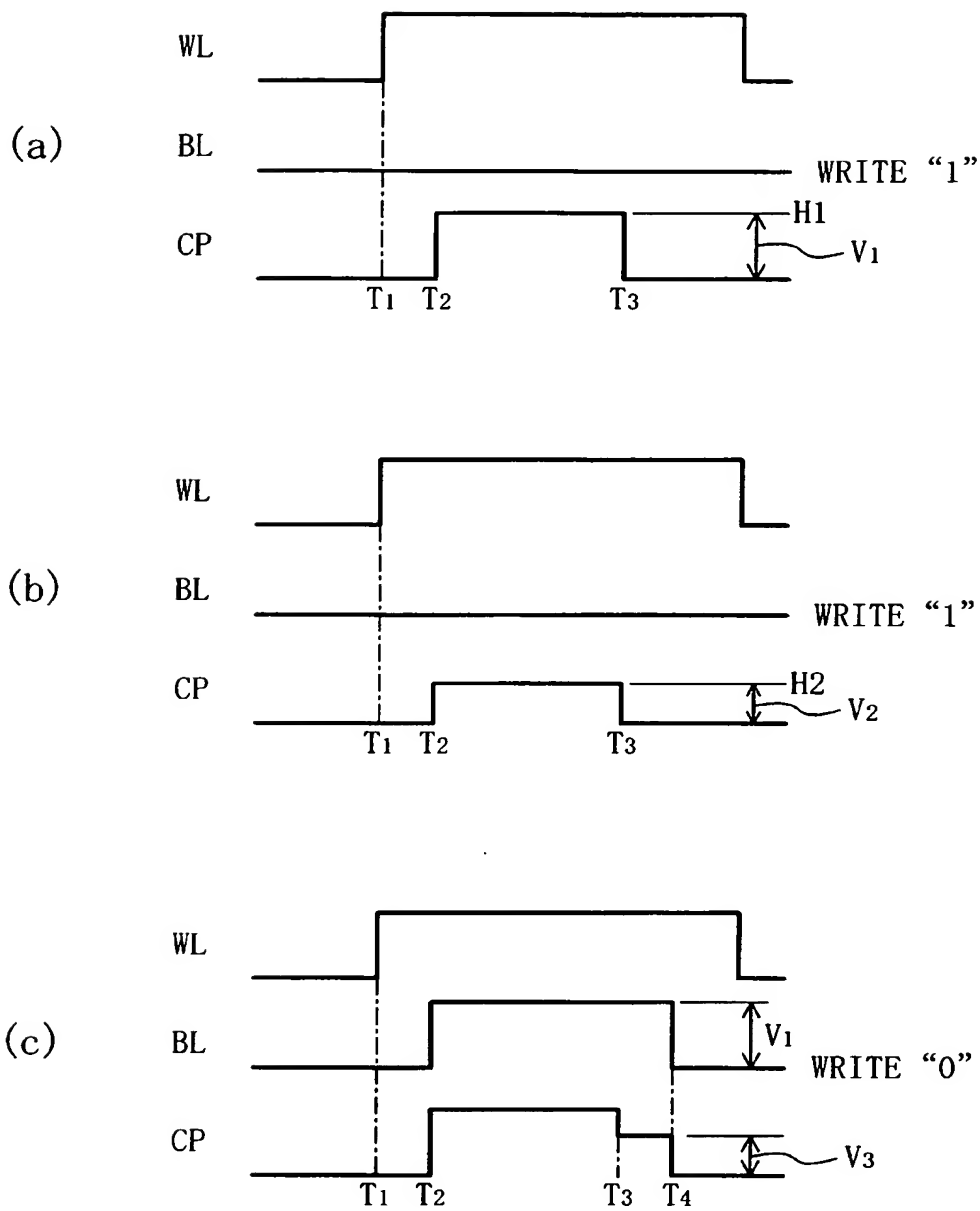 WL
(a)
BL
WRITE “1”
H1
CP
V1
T1 T2 T3
WL
(b)
BL
WRITE “1”
CP
H2
V2
T1 T2 T3
WL
(c)
BL
V1
WRITE “0”
CP
V3
T1 T2 T3 T4